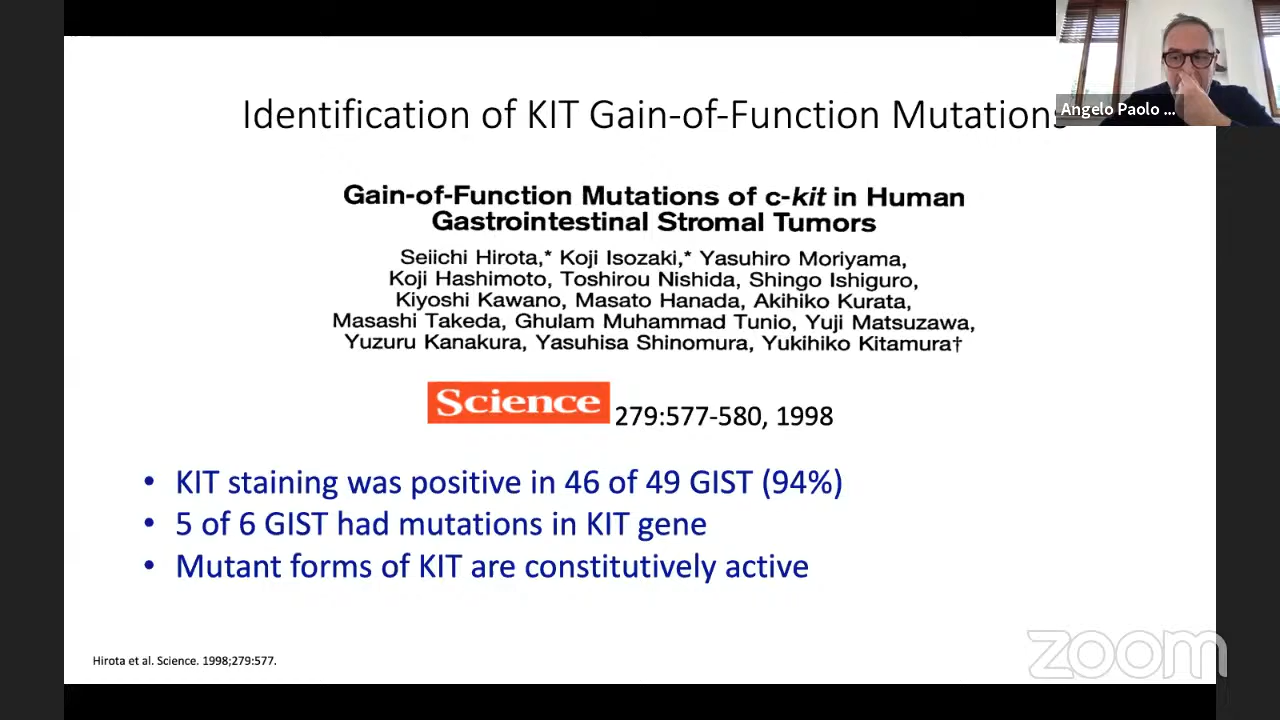 Identification of KIT Gain-of-Function Mutations
Angelo Paolo ...
Gain-of-Function Mutations of c-kit in Human
Gastrointestinal Stromal Tumors
Seiichi Hirota,* Koji Isozaki,* Yasuhiro Moriyama,
Koji Hashimoto, Toshirou Nishida, Shingo Ishiguro,
Kiyoshi Kawano, Masato Hanada, Akihiko Kurata,
Masashi Takeda, Ghulam Muhammad Tunio, Yuji Matsuzawa,
Yuzuru Kanakura, Yasuhisa Shinomura, Yukihiko Kitamura†
Science 279:577-580, 1998
• KIT staining was positive in 46 of 49 GIST (94%)
• 5 of 6 GIST had mutations in KIT gene
• Mutant forms of KIT are constitutively active
Hirota et al. Science. 1998;279:577.
zoom